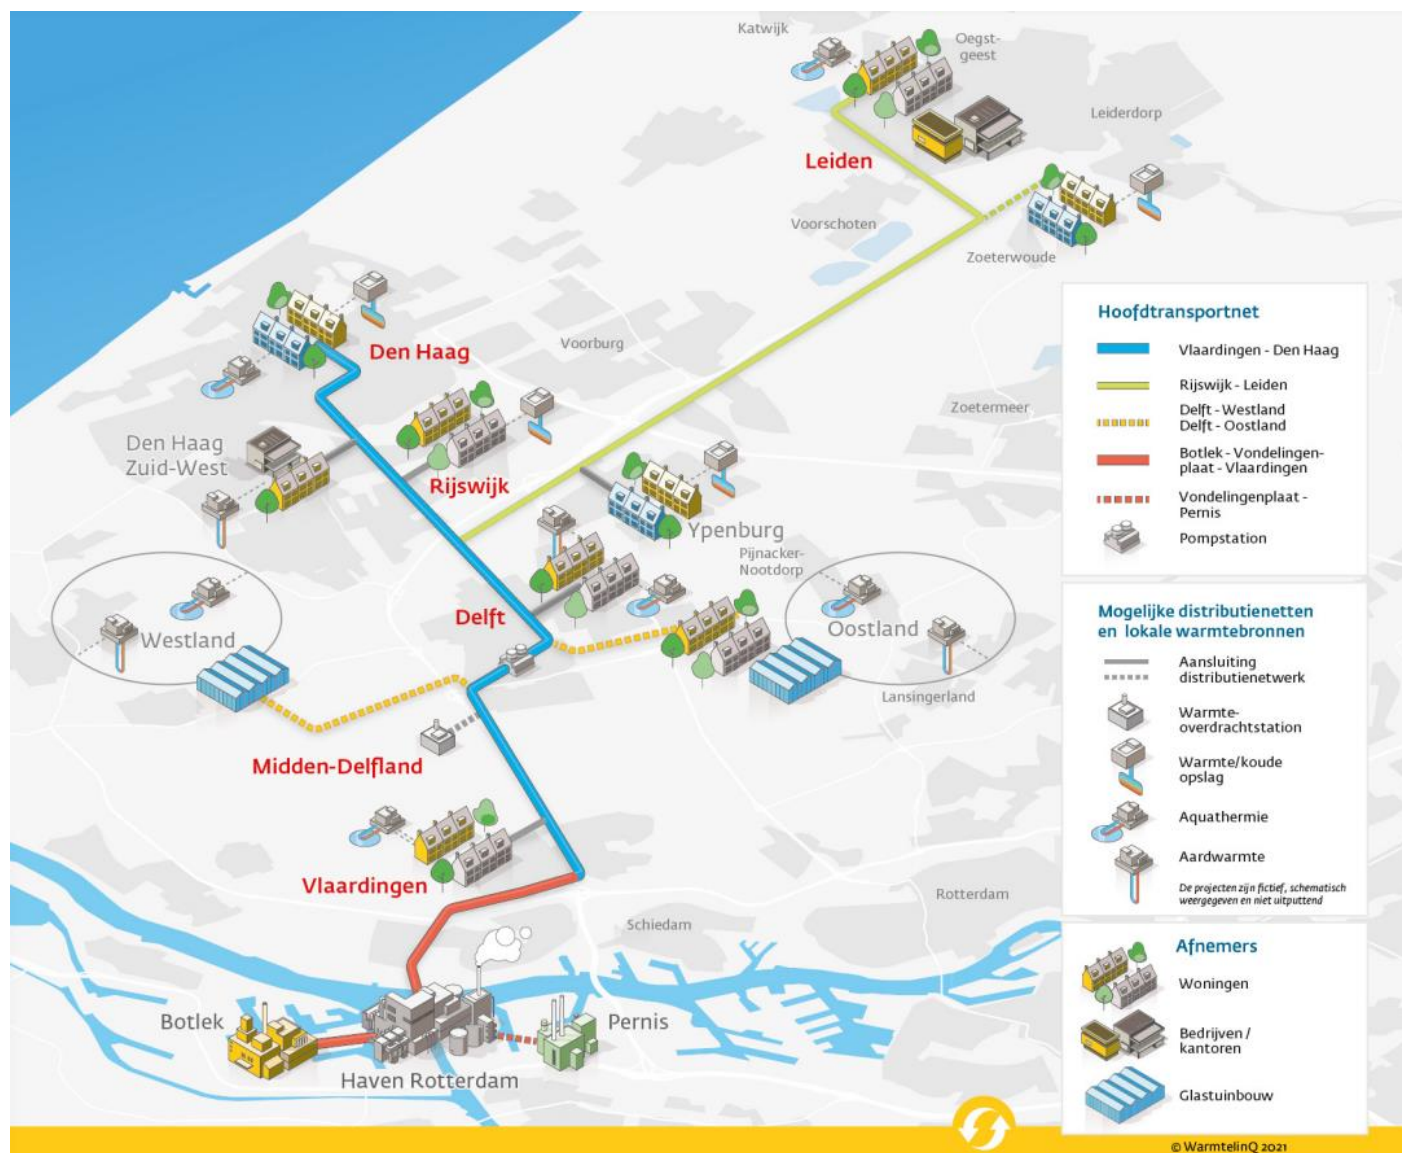 Katwijk
Oegst-
geest
Leiderdorp
Leiden
Voorschoten
Zoeterwoude
Den Haag
Voorburg
Zoetermeer
Den Haag
Zuid-West
Rijswijk
Ypenburg
Pijnacker-
Nootdorp
Delft
Westland
Oostland
Lansingerland
Midden-Delfland
Vlaardingen
Rotterdam
Schiedam
Botlek
Pernis
Haven Rotterdam
Hoofdtransportnet
Vlaardingen - Den Haag
Rijswijk - Leiden
Delft - Westland
Delft - Oostland
Botlek - Vondelingen-
plaat - Vlaardingen
Vondelingenplaat -
Pernis
Pompstation
Mogelijke distributienetten
en lokale warmtebronnen
Aansluiting
distributienetwerk
Warmte-
overdrachtstation
Warmte/koude
opslag
Aquathermie
Aardwarmte
De projecten zijn fictief, schematisch
weergegeven en niet uitputtend
Afnemers
Woningen
Bedrijven /
kantoren
Glastuinbouw
© WarmtelinQ 2021